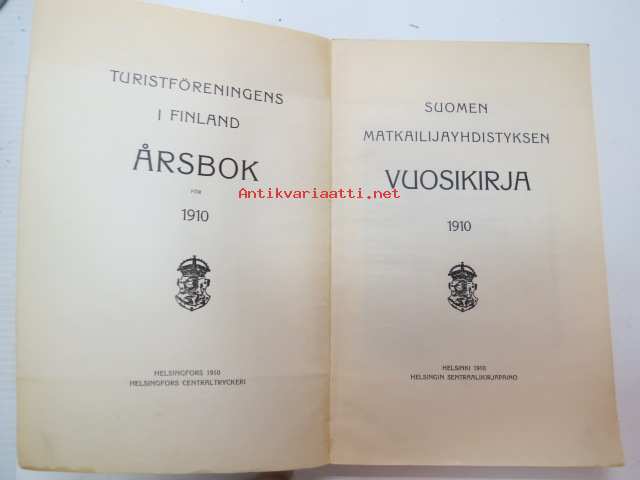 TURISTFÖRENINGENS
I FINLAND
ÅRSBOK
FÖR
1910
HELSINGFORS 1910
HELSINGFORS CENTRALTRYCKERI
SUOMEN
MATKAILIJAYHDISTYKSEN
VUOSIKIRJA
1910
HELSINKI 1910
HELSINGIN SENTRAALIKIRJAPAINO
Antikvariaatti.net